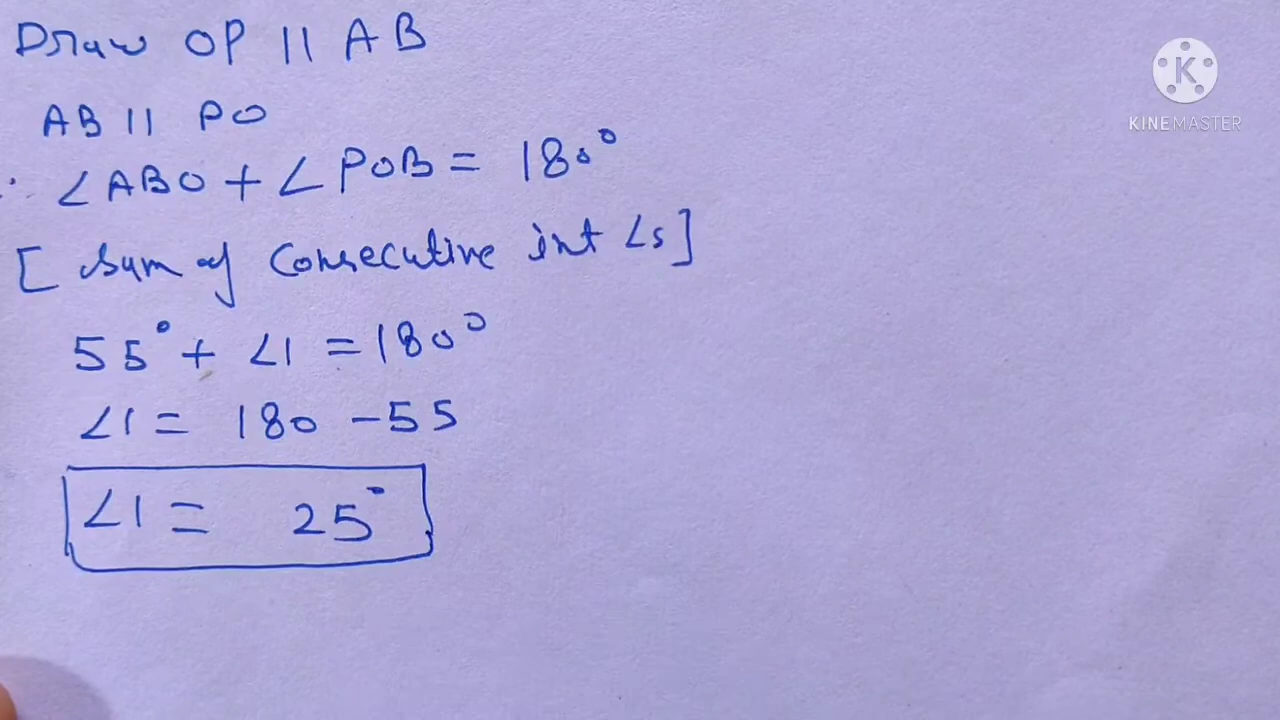 Draw OP || AB
AB || PO
∴ ∠ABO + ∠POB = 180°
[ Sum of Consecutive int ∠s ]
55° + ∠1 = 180°
∠1 = 180 - 55
∠1 = 25°
KINEMASTER